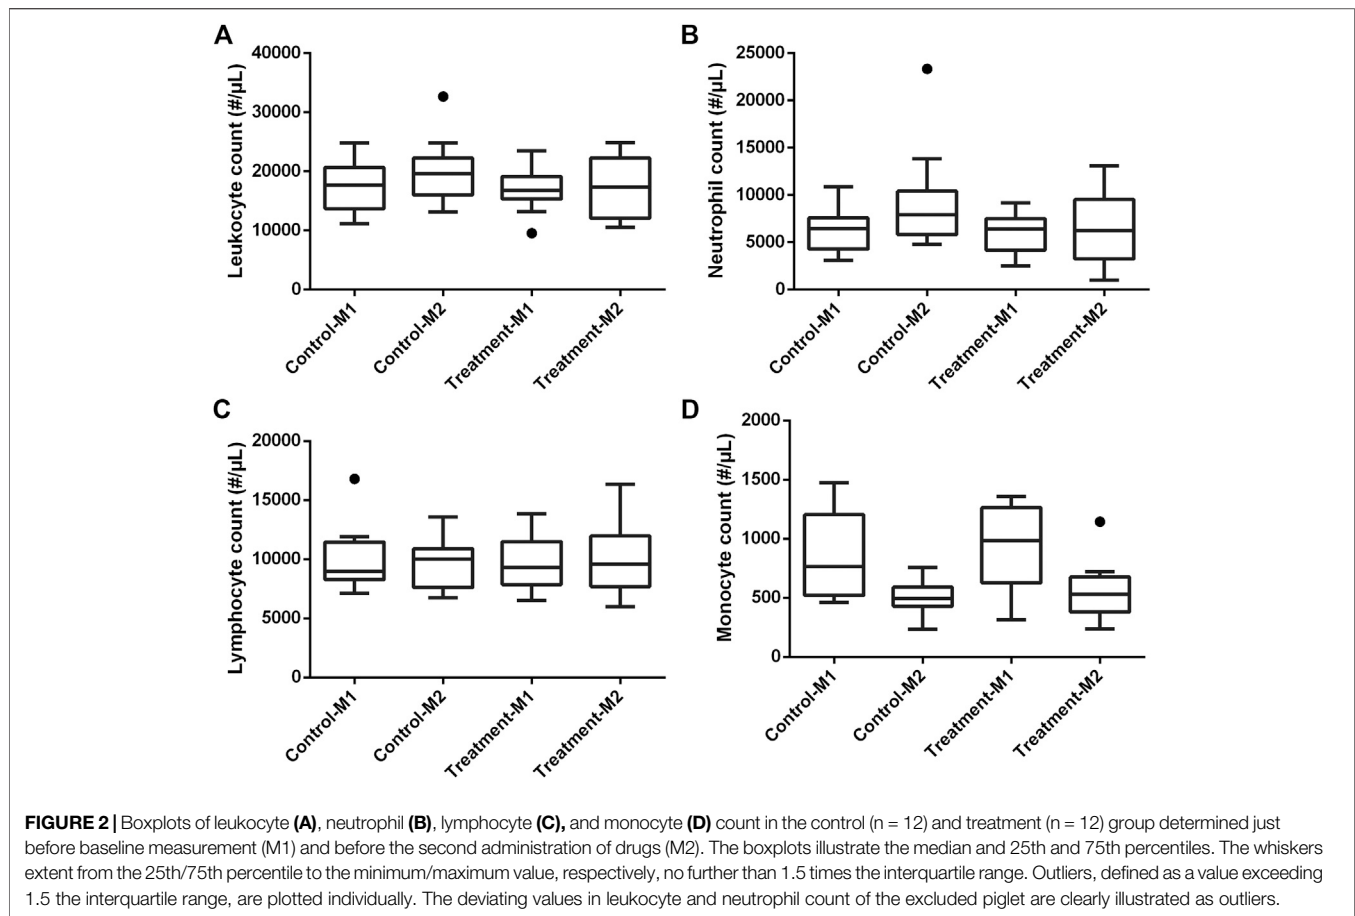 A
Leukocyte count (#/µL)
40000
30000
20000
10000
0
Control-M1
Control-M2
Treatment-M1
Treatment-M2
B
Neutrophil count (#/µL)
25000
20000
15000
10000
5000
0
Control-M1
Control-M2
Treatment-M1
Treatment-M2
C
Lymphocyte count (#/µL)
20000
15000
10000
5000
0
Control-M1
Control-M2
Treatment-M1
Treatment-M2
D
Monocyte count (#/µL)
2000
1500
1000
500
0
Control-M1
Control-M2
Treatment-M1
Treatment-M2
FIGURE 2 | Boxplots of leukocyte (A), neutrophil (B), lymphocyte (C), and monocyte (D) count in the control (n = 12) and treatment (n = 12) group determined just
before baseline measurement (M1) and before the second administration of drugs (M2). The boxplots illustrate the median and 25th and 75th percentiles. The whiskers
extent from the 25th/75th percentile to the minimum/maximum value, respectively, no further than 1.5 times the interquartile range. Outliers, defined as a value exceeding
1.5 the interquartile range, are plotted individually. The deviating values in leukocyte and neutrophil count of the excluded piglet are clearly illustrated as outliers.